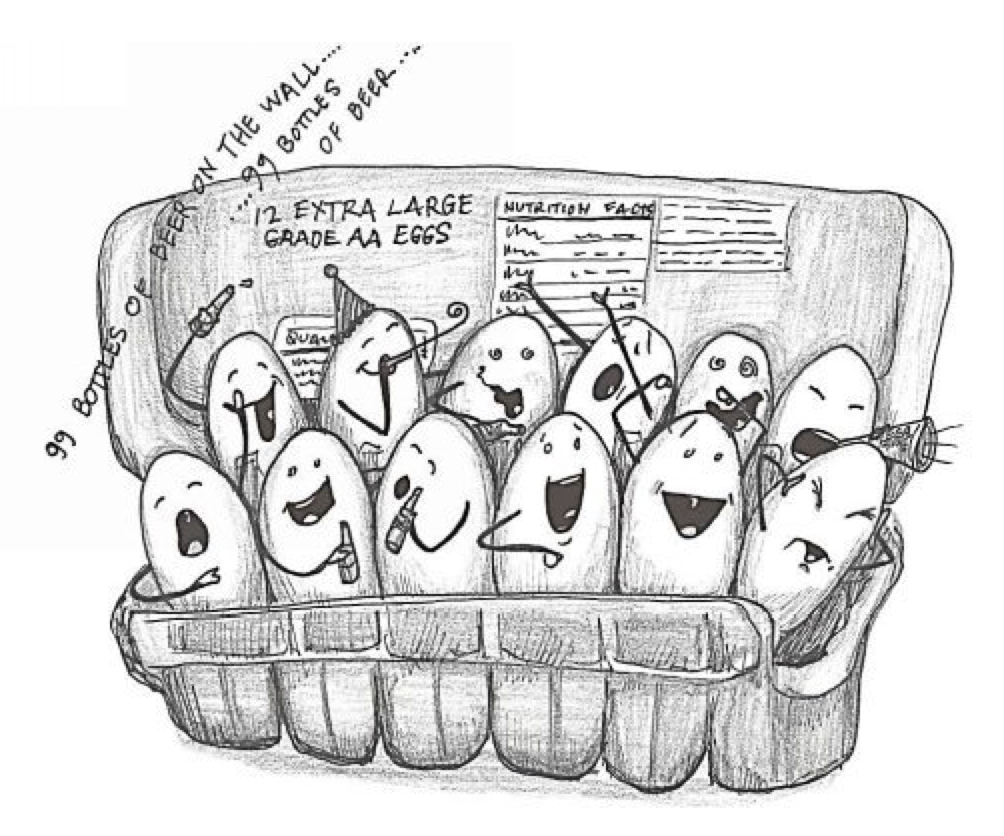 99 BOTTLES OF BEER ON THE WALL....
....99 BOTTLES
OF BEER....
12 EXTRA LARGE
GRADE AA EGGS
NUTRITION FACTS